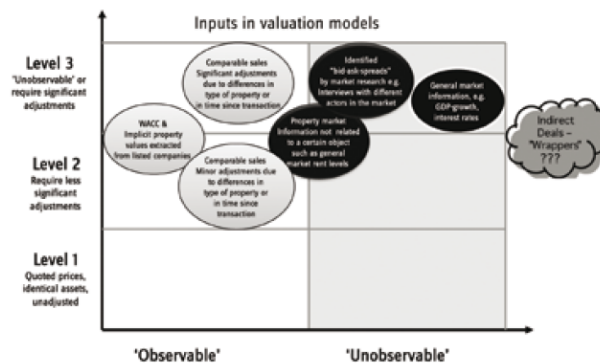 Inputs in valuation models
Level 3
'Unobservable' or
require significant
adjustments
Comparable sales
Significant adjustments
due to differences in
type of property or
in time since transaction
Identified
"bid-ask-spreads"
by market research e.g.
Interviews with different
actors in the market
General market
information, e.g.
GDP-growth,
interest rates
WACC &
Implicit property
values extracted
from listed companies
Property market
Information not related
to a certain object
such as general
market rent levels
Indirect
Deals –
"Wrappers"
???
Level 2
Require less
significant
adjustments
Comparable sales
Minor adjustments due
to differences in
type of property or
in time since
transaction
Level 1
Quoted prices,
identical assets,
unadjusted
'Observable'
'Unobservable'